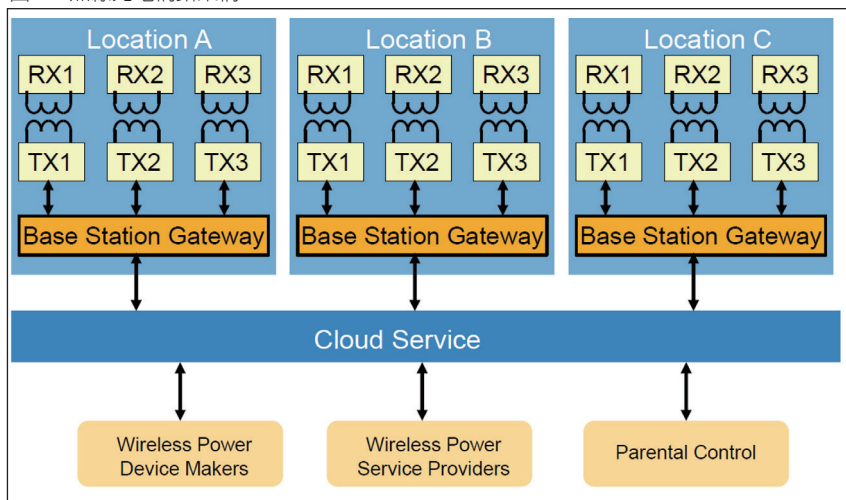 Location A
RX1 RX2 RX3
TX1 TX2 TX3
Base Station Gateway
Location B
RX1 RX2 RX3
TX1 TX2 TX3
Base Station Gateway
Location C
RX1 RX2 RX3
TX1 TX2 TX3
Base Station Gateway
Cloud Service
Wireless Power
Device Makers
Wireless Power
Service Providers
Parental Control